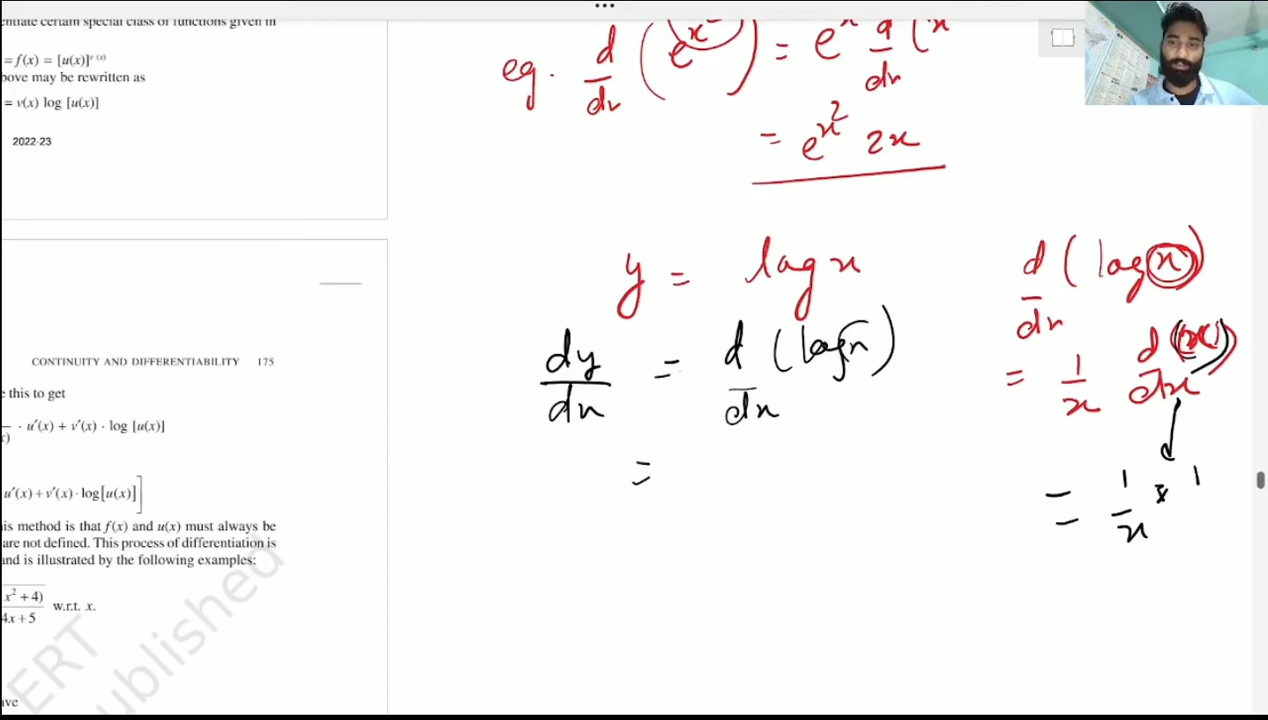 entiate certain special class of functions given in
= f(x) = [u(x)]^v(x)
bove may be rewritten as
= v(x) log [u(x)]
2022-23
CONTINUITY AND DIFFERENTIABILITY 175
e this to get
· u′(x) + v′(x) · log [u(x)]
x)
u′(x) + v′(x) · log[u(x)]]
is method is that f(x) and u(x) must always be
are not defined. This process of differentiation is
and is illustrated by the following examples:
x² + 4)
4x + 5
w.r.t. x.
ERT
ublished
eg. d/dx (e^x²) = e^x d/dx (x
= e^x² 2x
y = log x
dy/dx = d/dx (log x)
=
d/dx (log x)
= 1/x d/dx (x)
= 1/x × 1